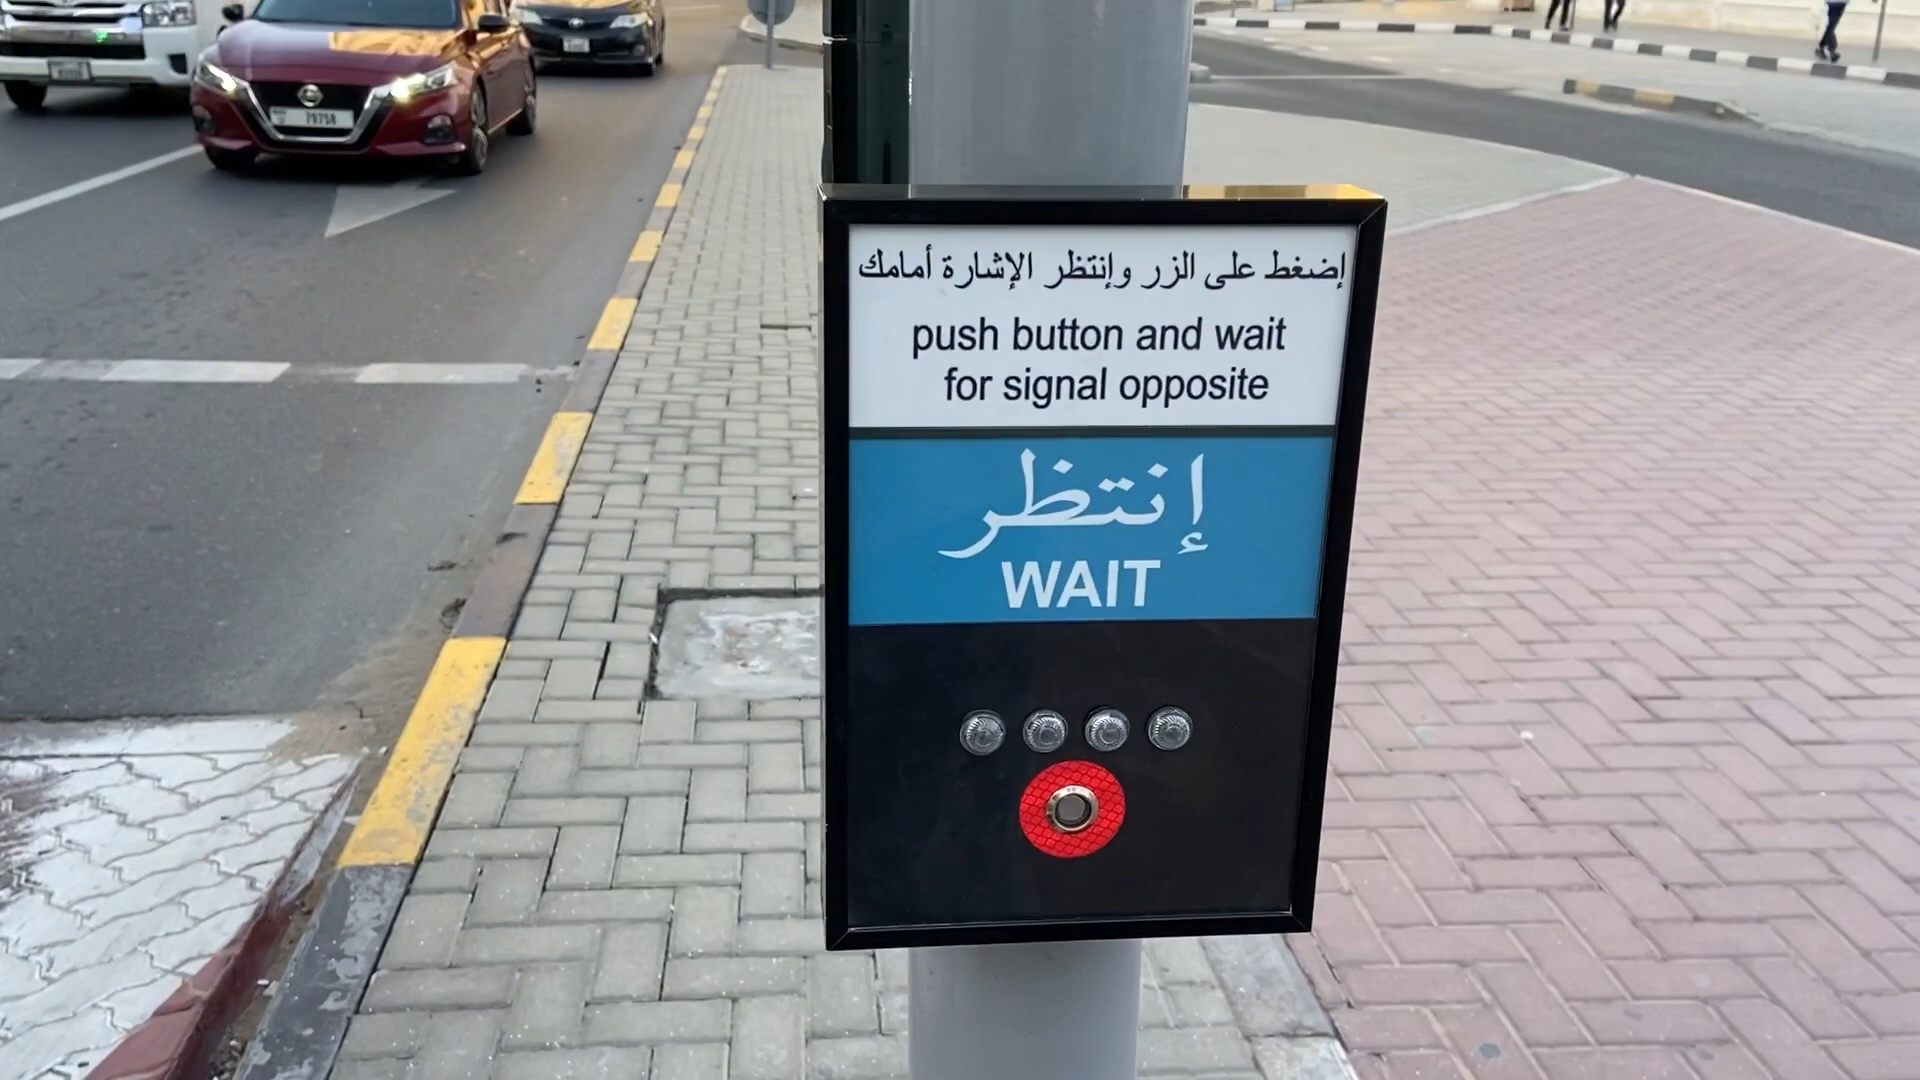 إضغط على الزر وإنتظر الإشارة أمامك
push button and wait
for signal opposite
إنتظر
WAIT